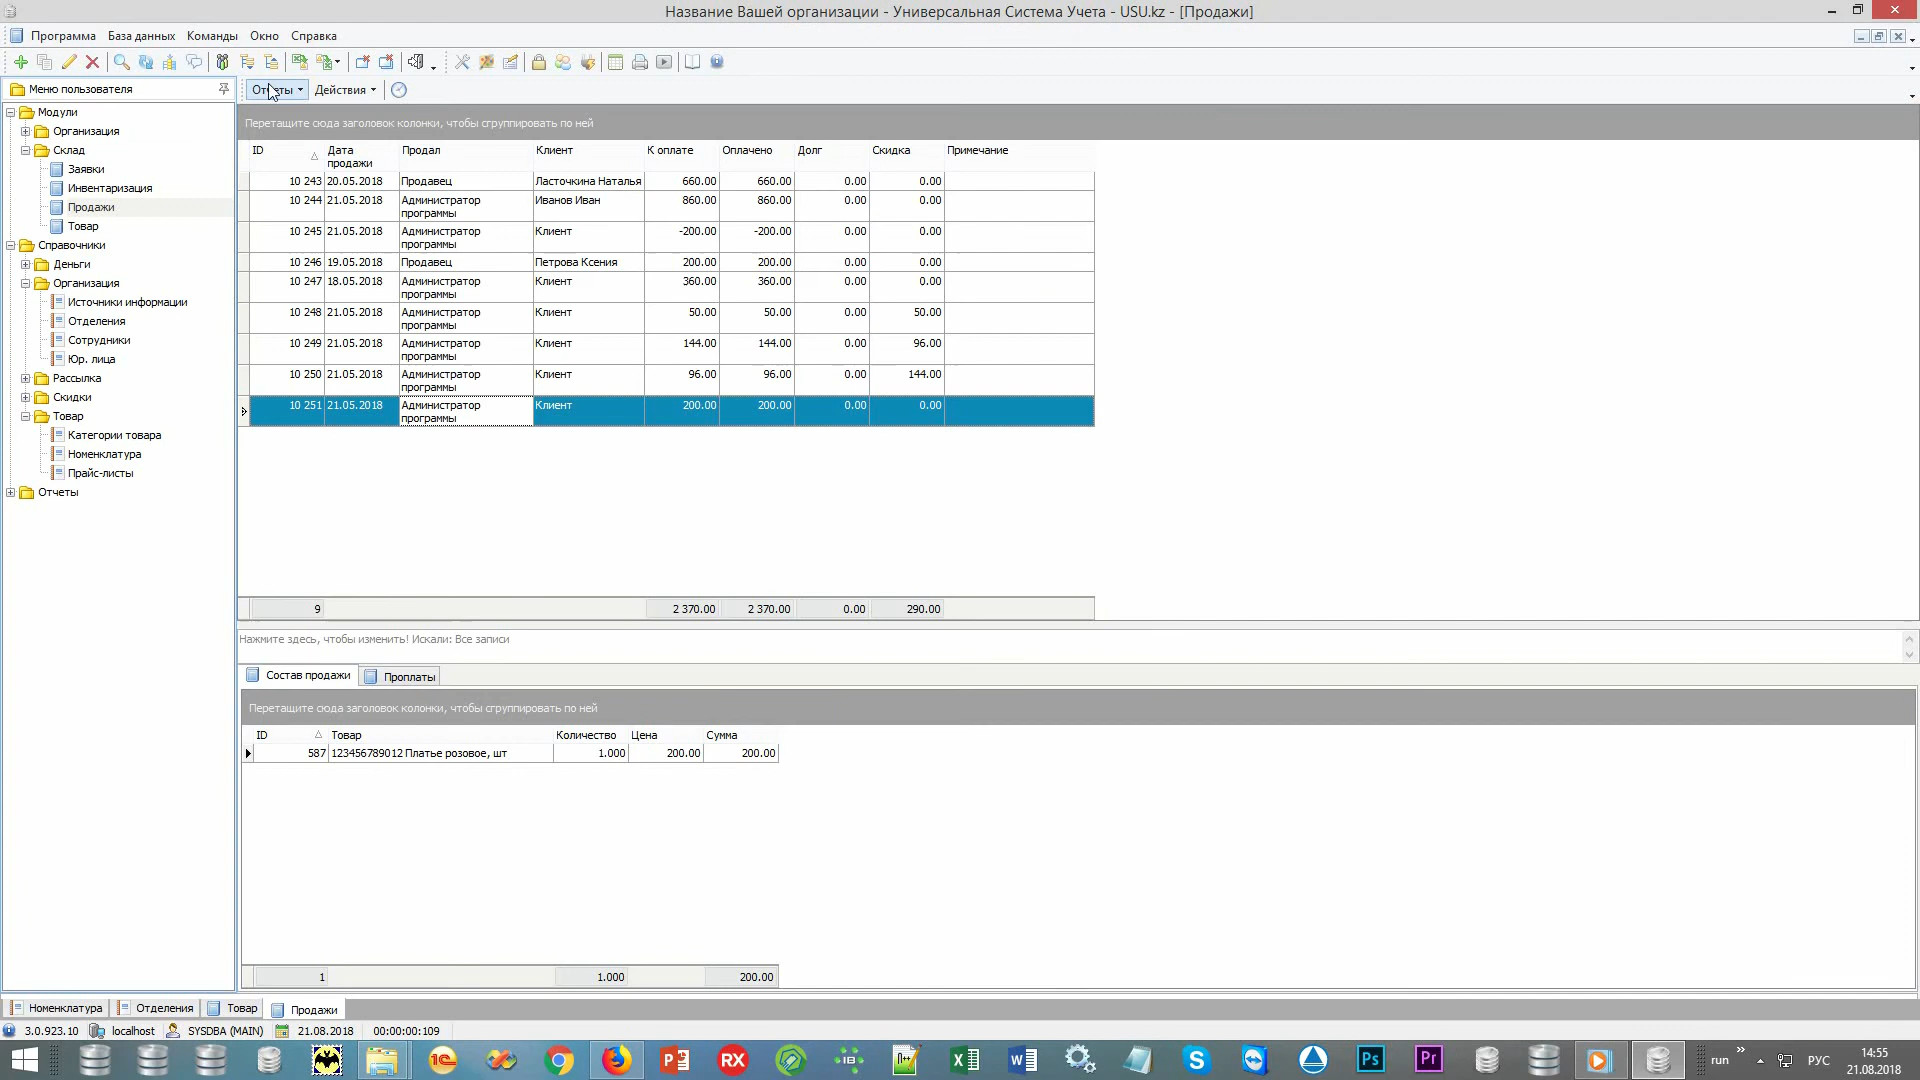 Название Вашей организации - Универсальная Система Учета - USU.kz - [Продажи]
Программа База данных Команды Окно Справка
Меню пользователя
Отчеты Действия
Модули
Организация
Склад
Заявки
Инвентаризация
Продажи
Товар
Справочники
Деньги
Организация
Источники информации
Отделения
Сотрудники
Юр. лица
Рассылка
Скидки
Товар
Категории товара
Номенклатура
Прайс-листы
Отчеты
Перетащите сюда заголовок колонки, чтобы сгруппировать по ней
ID Дата продажи Продал Клиент К оплате Оплачено Долг Скидка Примечание
10 243 20.05.2018 Продавец Ласточкина Наталья 660.00 660.00 0.00 0.00
10 244 21.05.2018 Администратор программы Иванов Иван 860.00 860.00 0.00 0.00
10 245 21.05.2018 Администратор программы Клиент -200.00 -200.00 0.00 0.00
10 246 19.05.2018 Продавец Петрова Ксения 200.00 200.00 0.00 0.00
10 247 18.05.2018 Администратор программы Клиент 360.00 360.00 0.00 0.00
10 248 21.05.2018 Администратор программы Клиент 50.00 50.00 0.00 50.00
10 249 21.05.2018 Администратор программы Клиент 144.00 144.00 0.00 96.00
10 250 21.05.2018 Администратор программы Клиент 96.00 96.00 0.00 144.00
10 251 21.05.2018 Администратор программы Клиент 200.00 200.00 0.00 0.00
9 2 370.00 2 370.00 0.00 290.00
Нажмите здесь, чтобы изменить! Искали: Все записи
Состав продажи Проплаты
Перетащите сюда заголовок колонки, чтобы сгруппировать по ней
ID Товар Количество Цена Сумма
587 123456789012 Платье розовое, шт 1.000 200.00 200.00
1 1.000 200.00
Номенклатура Отделения Товар Продажи
3.0.923.10 localhost SYSDBA (MAIN) 21.08.2018 00:00:00:109
run РУС 14:55
21.08.2018